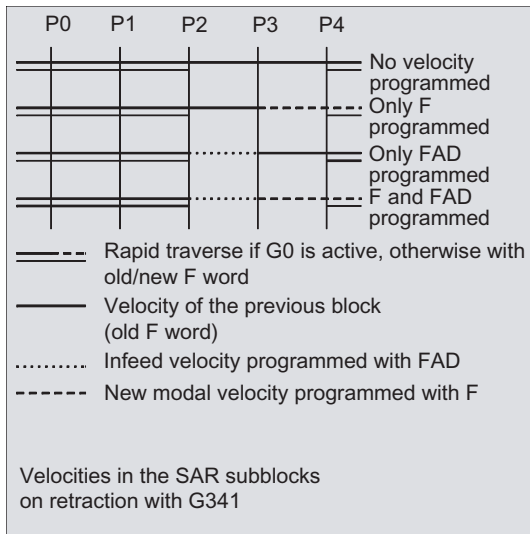 P0 P1 P2 P3 P4
No velocity
programmed
Only F
programmed
Only FAD
programmed
F and FAD
programmed
Rapid traverse if G0 is active, otherwise with
old/new F word
Velocity of the previous block
(old F word)
Infeed velocity programmed with FAD
New modal velocity programmed with F
Velocities in the SAR subblocks
on retraction with G341